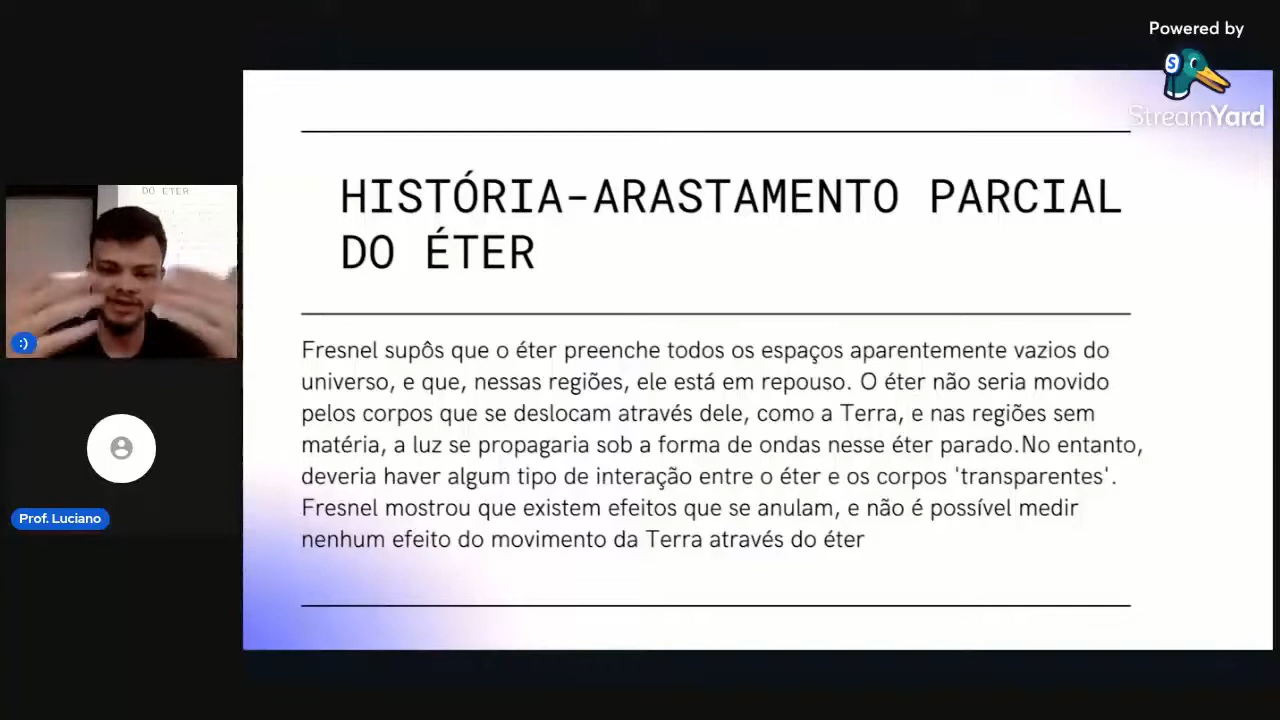 Powered by
StreamYard
HISTÓRIA-ARASTAMENTO PARCIAL
DO ÉTER
Fresnel supôs que o éter preenche todos os espaços aparentemente vazios do
universo, e que, nessas regiões, ele está em repouso. O éter não seria movido
pelos corpos que se deslocam através dele, como a Terra, e nas regiões sem
matéria, a luz se propagaria sob a forma de ondas nesse éter parado.No entanto,
deveria haver algum tipo de interação entre o éter e os corpos 'transparentes'.
Fresnel mostrou que existem efeitos que se anulam, e não é possível medir
nenhum efeito do movimento da Terra através do éter
DO ÉTER
:)
Prof. Luciano